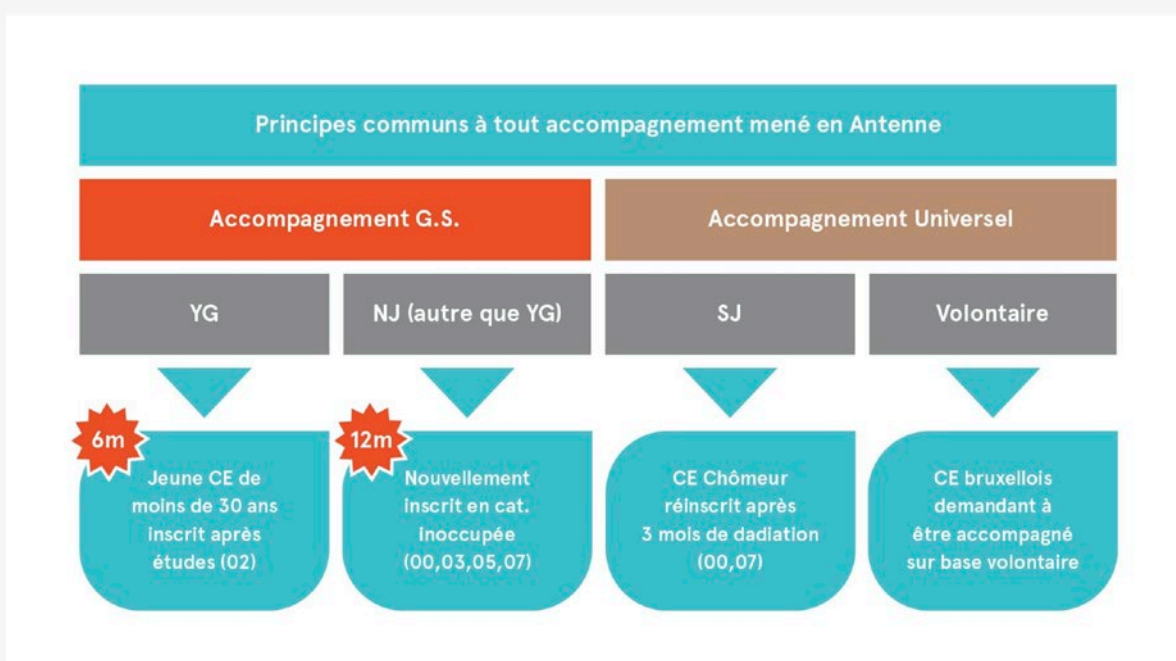 Principes communs à tout accompagnement mené en Antenne
Accompagnement G.S.
Accompagnement Universel
YG
NJ (autre que YG)
SJ
Volontaire
6m
Jeune CE de
moins de 30 ans
inscrit après
études (02)
12m
Nouvellement
inscrit en cat.
inoccupée
(00,03,05,07)
CE Chômeur
réinscrit après
3 mois de dadiation
(00,07)
CE bruxellois
demandant à
être accompagné
sur base volontaire